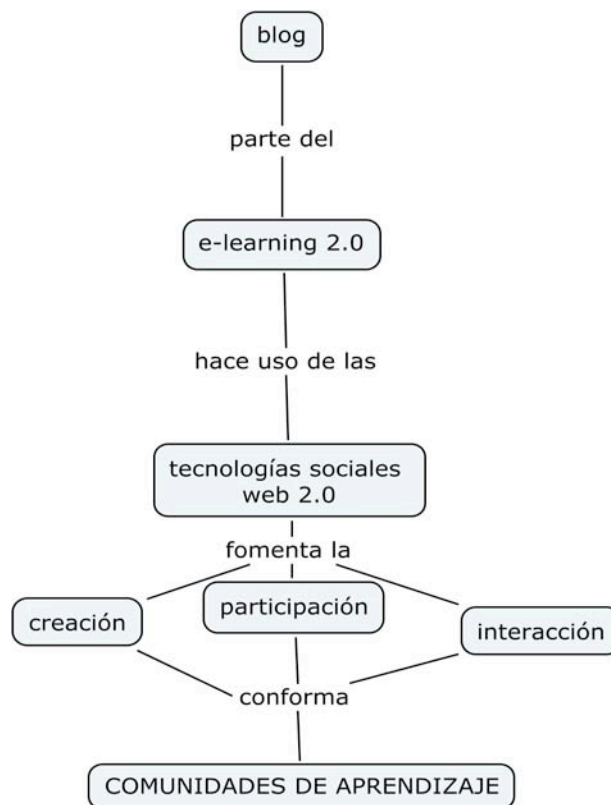 blog
parte del
e-learning 2.0
hace uso de las
tecnologías sociales
web 2.0
fomenta la
creación
participación
interacción
conforma
COMUNIDADES DE APRENDIZAJE